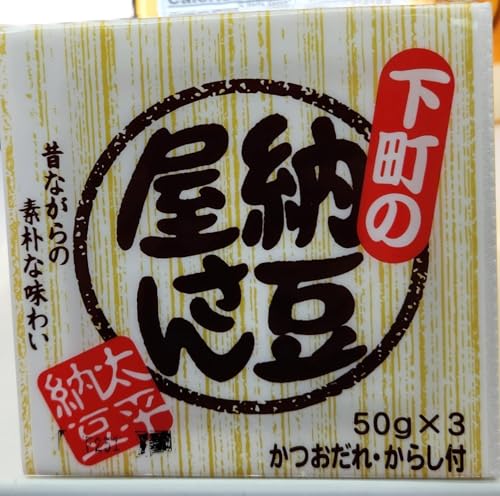 下町の
納豆
屋さん
昔ながらの
素朴な味わい
太平
納豆
50g×3
かつおだれ・からし付